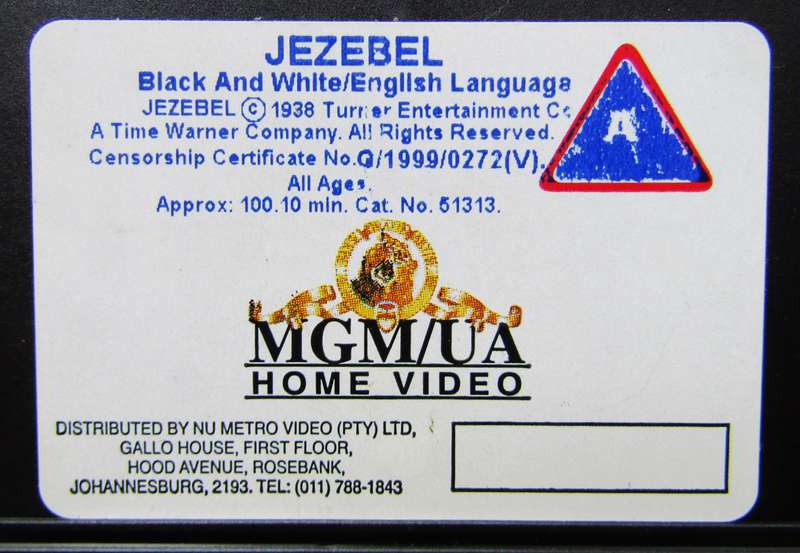 JEZEBEL
Black And White/English Language
JEZEBEL © 1938 Turner Entertainment Co
A Time Warner Company. All Rights Reserved.
Censorship Certificate No.G/1999/0272(V).
All Ages.
Approx: 100.10 min. Cat. No. 51313.
A
MGM/UA
HOME VIDEO
DISTRIBUTED BY NU METRO VIDEO (PTY) LTD,
GALLO HOUSE, FIRST FLOOR,
HOOD AVENUE, ROSEBANK,
JOHANNESBURG, 2193. TEL: (011) 788-1843